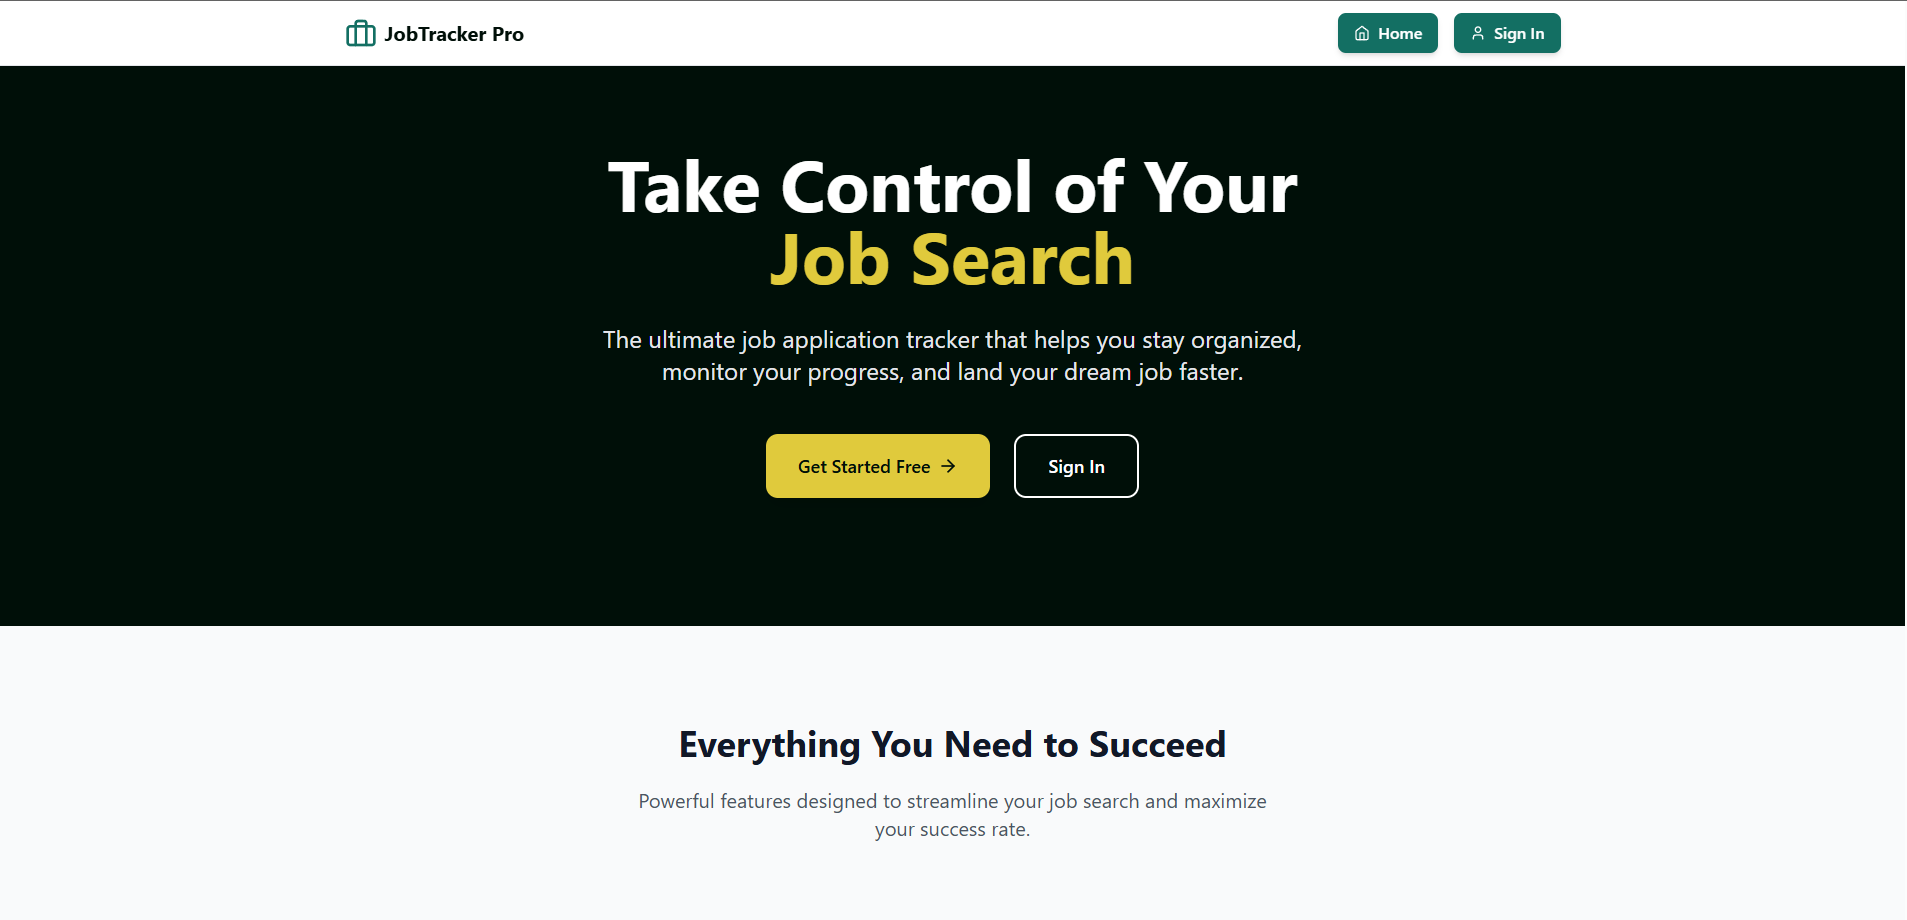 JobTracker Pro
Home
Sign In
Take Control of Your
Job Search
The ultimate job application tracker that helps you stay organized,
monitor your progress, and land your dream job faster.
Get Started Free
Sign In
Everything You Need to Succeed
Powerful features designed to streamline your job search and maximize
your success rate.